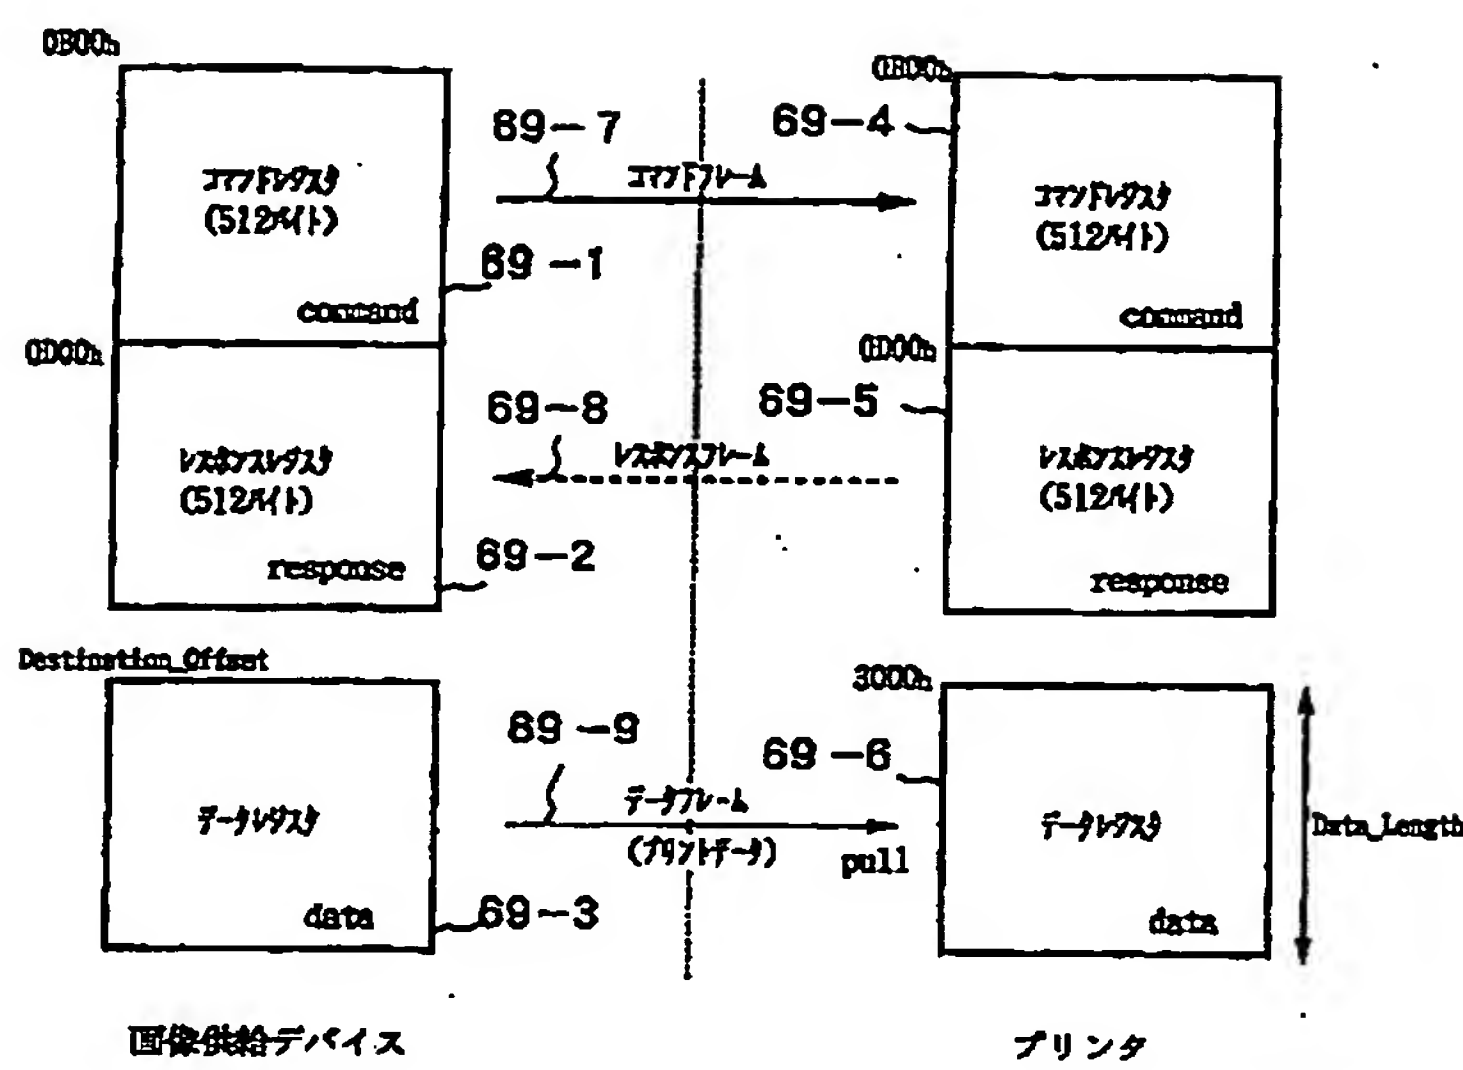 0B00h
コマンドレジスタ
(512バイト)
command
69-1
0D00h
レスポンスレジスタ
(512バイト)
response
69-2
Destination_Offset
データレジスタ
data
69-3
画像供給デバイス
69-7
コマンドフレーム
69-8
レスポンスフレーム
69-9
データフレーム
(プリントデータ)
pull
0B00h
69-4
コマンドレジスタ
(512バイト)
command
0D00h
69-5
レスポンスレジスタ
(512バイト)
response
3000h
69-6
データレジスタ
data
Data_Length
プリンタ